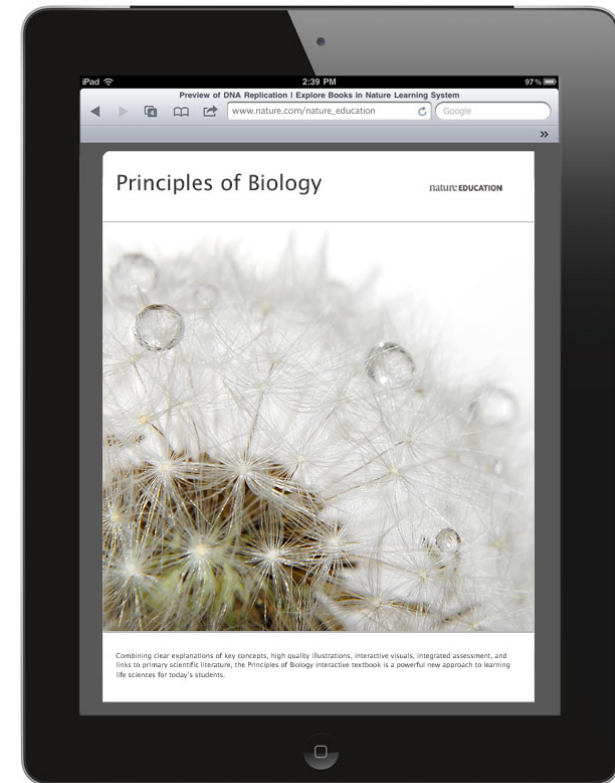 iPad 2:39 PM 97%
Preview of DNA Replication | Explore Books in Nature Learning System
4 www.nature.com/nature_education Google
»
Principles of Biology
nature EDUCATION
Combining clear explanations of key concepts, high quality illustrations, interactive visuals, integrated assessment, and
links to primary scientific literature, the Principles of Biology interactive textbook is a powerful new approach to learning
life sciences for today's students.